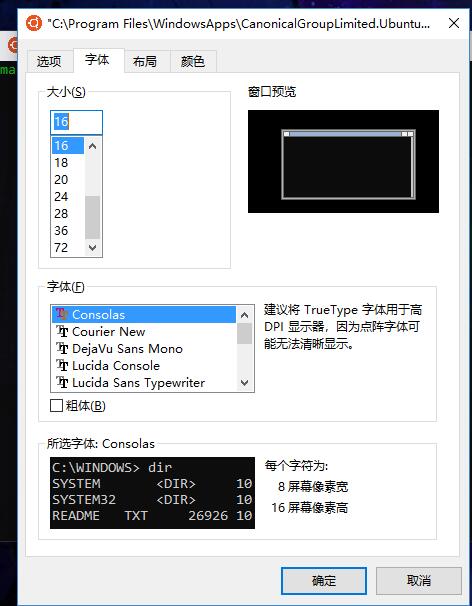 "C:\Program Files\WindowsApps\CanonicalGroupLimited.Ubuntu...
ma
选项 字体 布局 颜色
大小(S)
窗口预览
16
16
18
20
24
28
36
72
字体(F)
Consolas
Courier New
DejaVu Sans Mono
Lucida Console
Lucida Sans Typewriter
建议将 TrueType 字体用于高
DPI 显示器，因为点阵字体可
能无法清晰显示。
粗体(B)
所选字体: Consolas
C:\WINDOWS> dir
SYSTEM <DIR> 10
SYSTEM32 <DIR> 10
README TXT 26926 10
每个字符为:
8 屏幕像素宽
16 屏幕像素高
确定 取消